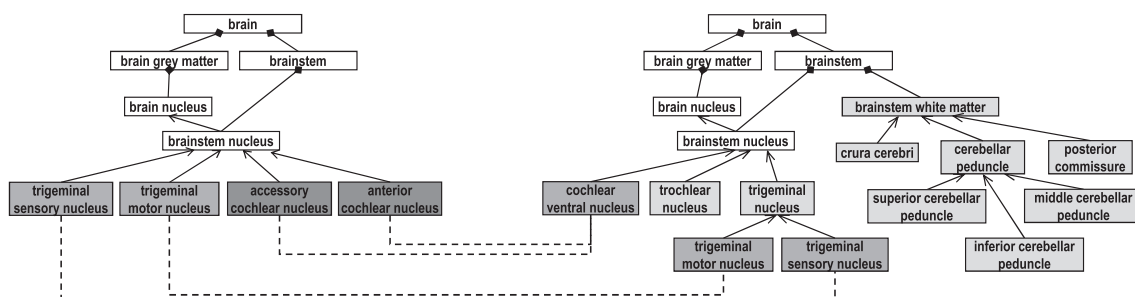 brain
brain grey matter
brainstem
brain nucleus
brainstem nucleus
trigeminal
sensory nucleus
trigeminal
motor nucleus
accessory
cochlear nucleus
anterior
cochlear nucleus
brain
brain grey matter
brainstem
brain nucleus
brainstem white matter
brainstem nucleus
crura cerebri
cerebellar
peduncle
posterior
commissure
cochlear
ventral nucleus
trochlear
nucleus
trigeminal
nucleus
superior cerebellar
peduncle
middle cerebellar
peduncle
trigeminal
motor nucleus
trigeminal
sensory nucleus
inferior cerebellar
peduncle